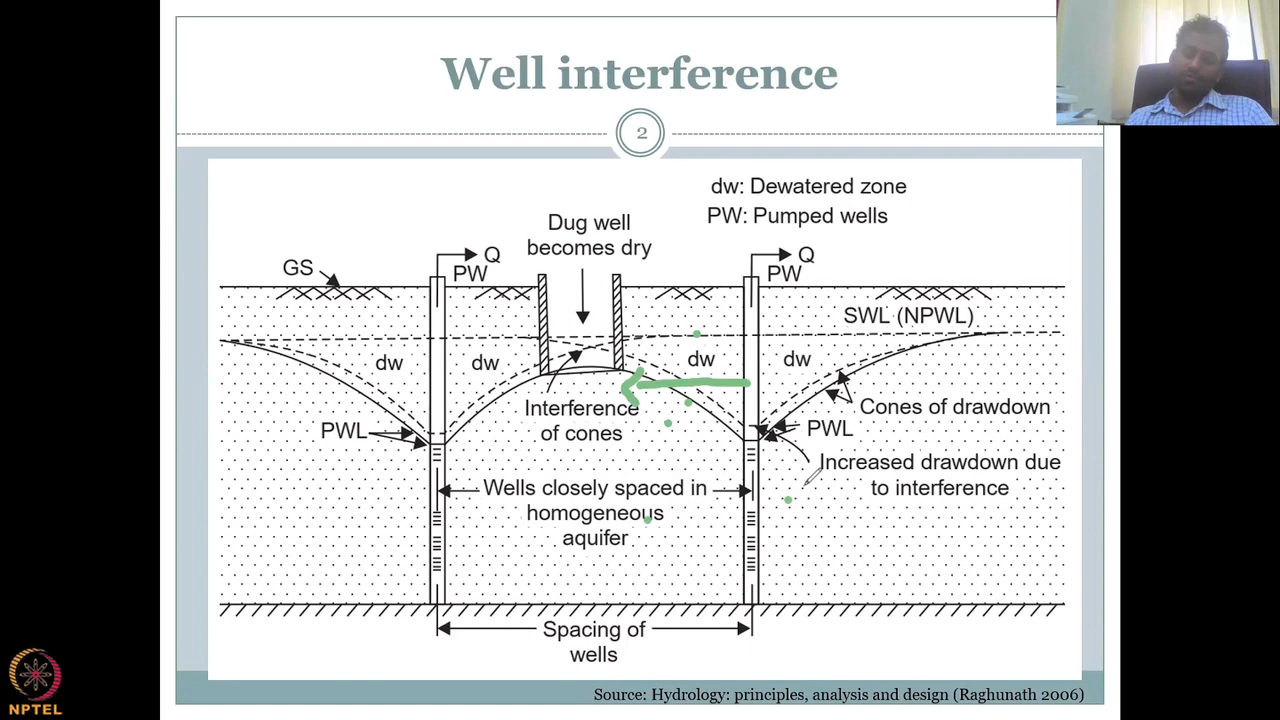 Well interference
2
dw: Dewatered zone
PW: Pumped wells
Dug well
becomes dry
Q
PW
Q
PW
GS
SWL (NPWL)
dw
dw
dw
dw
Interference
of cones
Cones of drawdown
PWL
PWL
Increased drawdown due
to interference
Wells closely spaced in
homogeneous
aquifer
Spacing of
wells
Source: Hydrology: principles, analysis and design (Raghunath 2006)
NPTEL